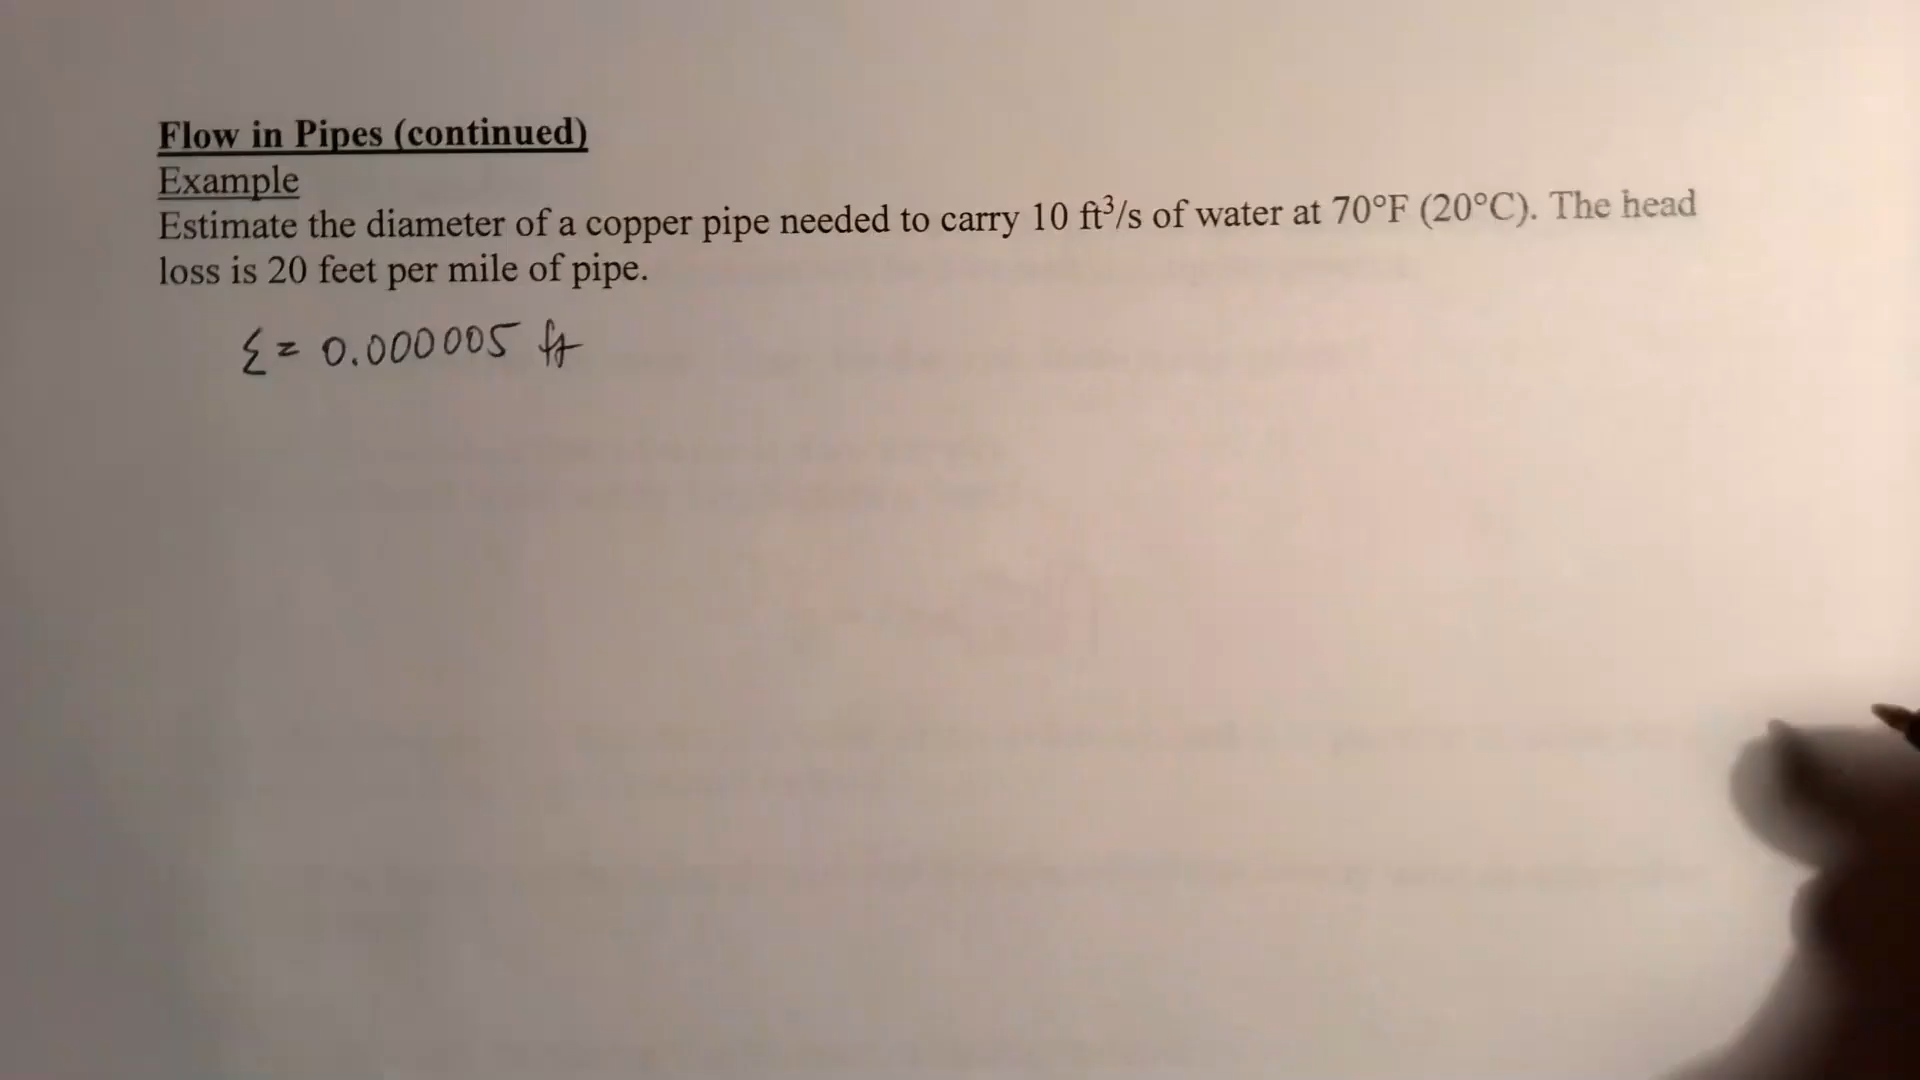 Flow in Pipes (continued)
Example
Estimate the diameter of a copper pipe needed to carry 10 ft³/s of water at 70°F (20°C). The head
loss is 20 feet per mile of pipe.
ε = 0.000005 ft